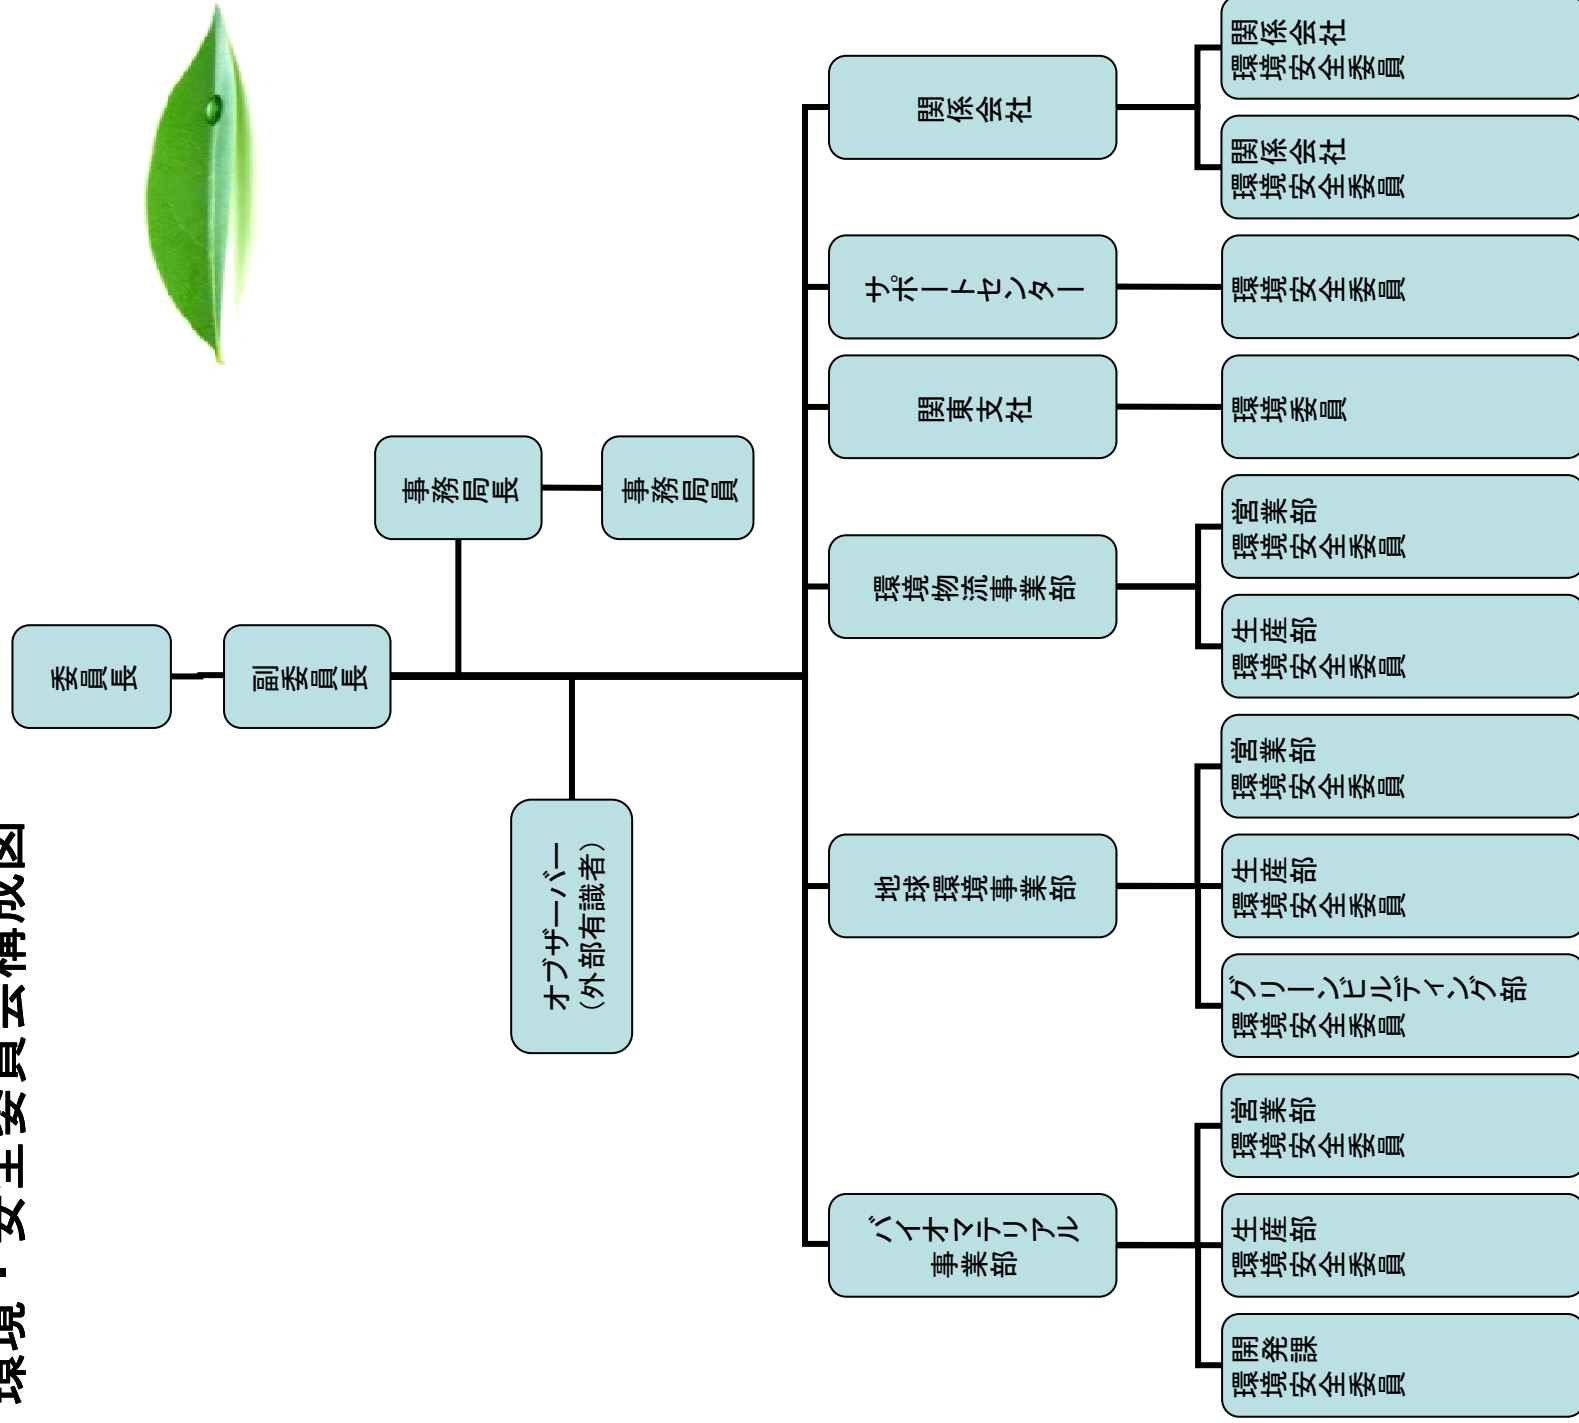 環境・安全委員会構成図
委員長
副委員長
事務局長
事務局員
オブザーバー
（外部有識者）
バイオマテリアル
事業部
地球環境事業部
環境物流事業部
関東支社
サポートセンター
関係会社
開発課
環境安全委員
生産部
環境安全委員
営業部
環境安全委員
グリーンビルディング部
環境安全委員
生産部
環境安全委員
営業部
環境安全委員
生産部
環境安全委員
営業部
環境安全委員
環境委員
環境安全委員
関係会社
環境安全委員
関係会社
環境安全委員